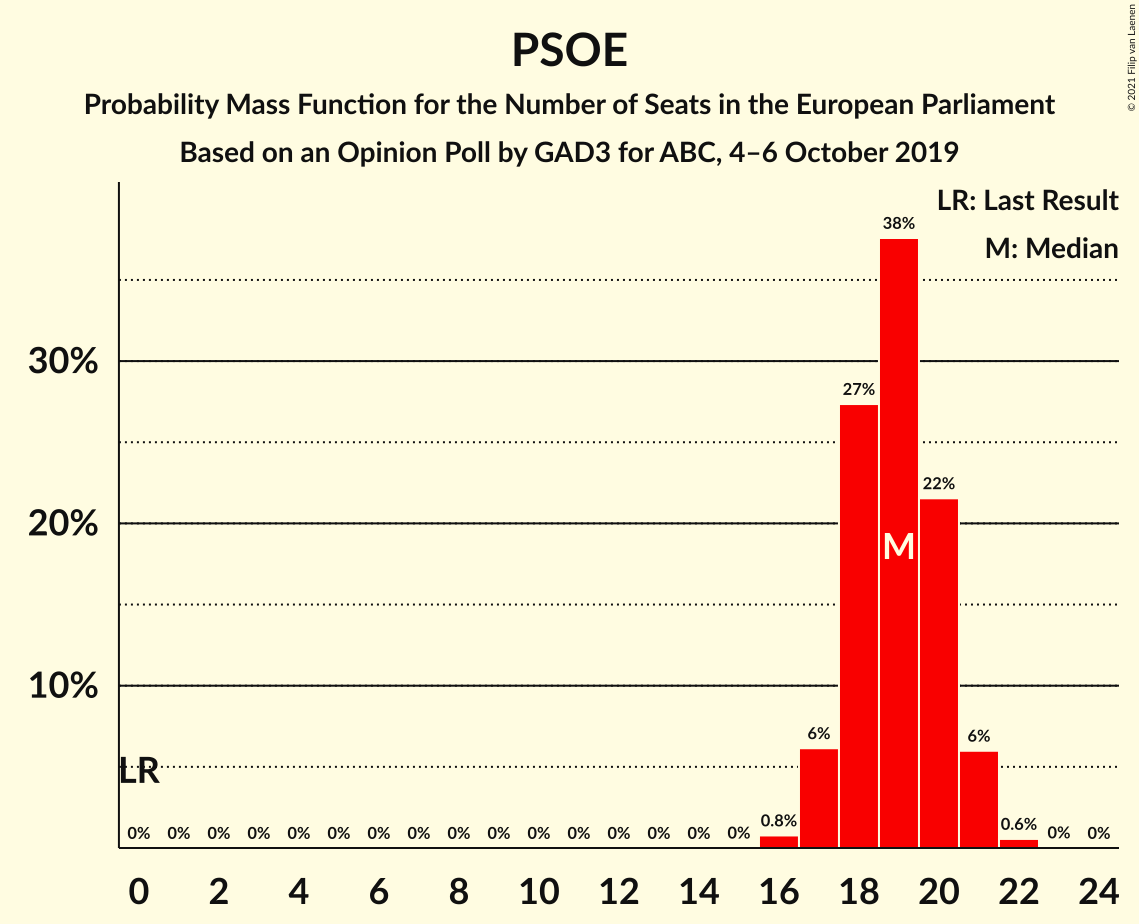 PSOE
Probability Mass Function for the Number of Seats in the European Parliament
Based on an Opinion Poll by GAD3 for ABC, 4–6 October 2019
© 2021 Filip van Laenen
LR: Last Result
M: Median
38%
30%
27%
22%
20%
M
10%
6%
6%
LR
0% 0% 0% 0% 0% 0% 0% 0% 0% 0% 0% 0% 0% 0% 0% 0% 0.8% 0.6% 0% 0%
0 2 4 6 8 10 12 14 16 18 20 22 24